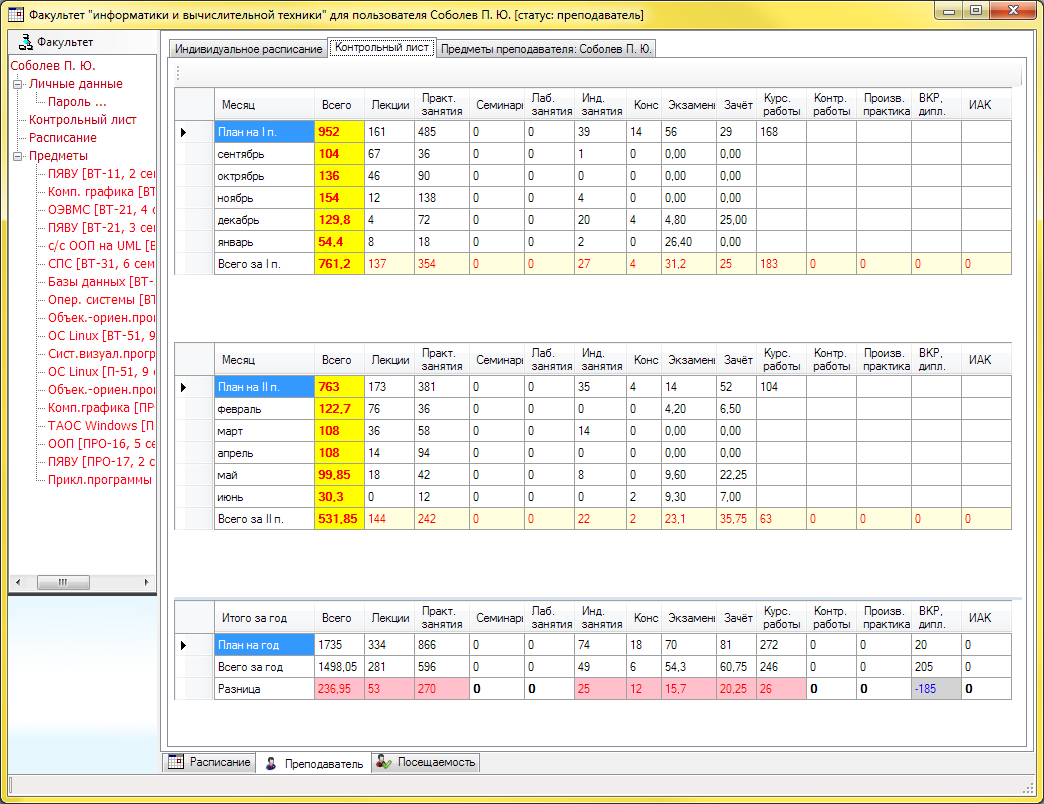 Факультет "информатики и вычислительной техники" для пользователя Соболев П. Ю. [статус: преподаватель]
Факультет
Соболев П. Ю.
Личные данные
Пароль ...
Контрольный лист
Расписание
Предметы
ПЯВУ [ВТ-11, 2 сем
Комп. графика [ВТ
ОЭВМС [ВТ-21, 4 с
ПЯВУ [ВТ-21, 3 сем
с/с ООП на UML [В
СПС [ВТ-31, 6 сем
Базы данных [ВТ-
Опер. системы [ВТ
Объек.-ориен.про
ОС Linux [ВТ-51, 9
Сист.визуал.прогр
ОС Linux [П-51, 9 с
Объек.-ориен.про
Комп.графика [ПР
ТАОС Windows [П
ООП [ПРО-16, 5 се
ПЯВУ [ПРО-17, 2 с
Прикл.программы
Индивидуальное расписание Контрольный лист Предметы преподавателя: Соболев П. Ю.
Месяц Всего Лекции Практ. занятия Семинары Лаб. занятия Инд. занятия Конс Экзамены Зачёт Курс. работы Контр. работы Произв. практика ВКР, дипл. ИАК
План на I п. 952 161 485 0 0 39 14 56 29 168
сентябрь 104 67 36 0 0 1 0 0,00 0,00
октярбрь 136 46 90 0 0 0 0 0,00 0,00
ноябрь 154 12 138 0 0 4 0 0,00 0,00
декабрь 129,8 4 72 0 0 20 4 4,80 25,00
январь 54,4 8 18 0 0 2 0 26,40 0,00
Всего за I п. 761,2 137 354 0 0 27 4 31,2 25 183 0 0 0 0
Месяц Всего Лекции Практ. занятия Семинары Лаб. занятия Инд. занятия Конс Экзамены Зачёт Курс. работы Контр. работы Произв. практика ВКР, дипл. ИАК
План на II п. 763 173 381 0 0 35 4 14 52 104
февраль 122,7 76 36 0 0 0 0 4,20 6,50
март 108 36 58 0 0 14 0 0,00 0,00
апрель 108 14 94 0 0 0 0 0,00 0,00
май 99,85 18 42 0 0 8 0 9,60 22,25
июнь 30,3 0 12 0 0 0 2 9,30 7,00
Всего за II п. 531,85 144 242 0 0 22 2 23,1 35,75 63 0 0 0 0
Итого за год Всего Лекции Практ. занятия Семинары Лаб. занятия Инд. занятия Конс Экзамены Зачёт Курс. работы Контр. работы Произв. практика ВКР, дипл. ИАК
План на год 1735 334 866 0 0 74 18 70 81 272 0 0 20 0
Всего за год 1498,05 281 596 0 0 49 6 54,3 60,75 246 0 0 205 0
Разница 236,95 53 270 0 0 25 12 15,7 20,25 26 0 0 -185 0
Расписание Преподаватель Посещаемость